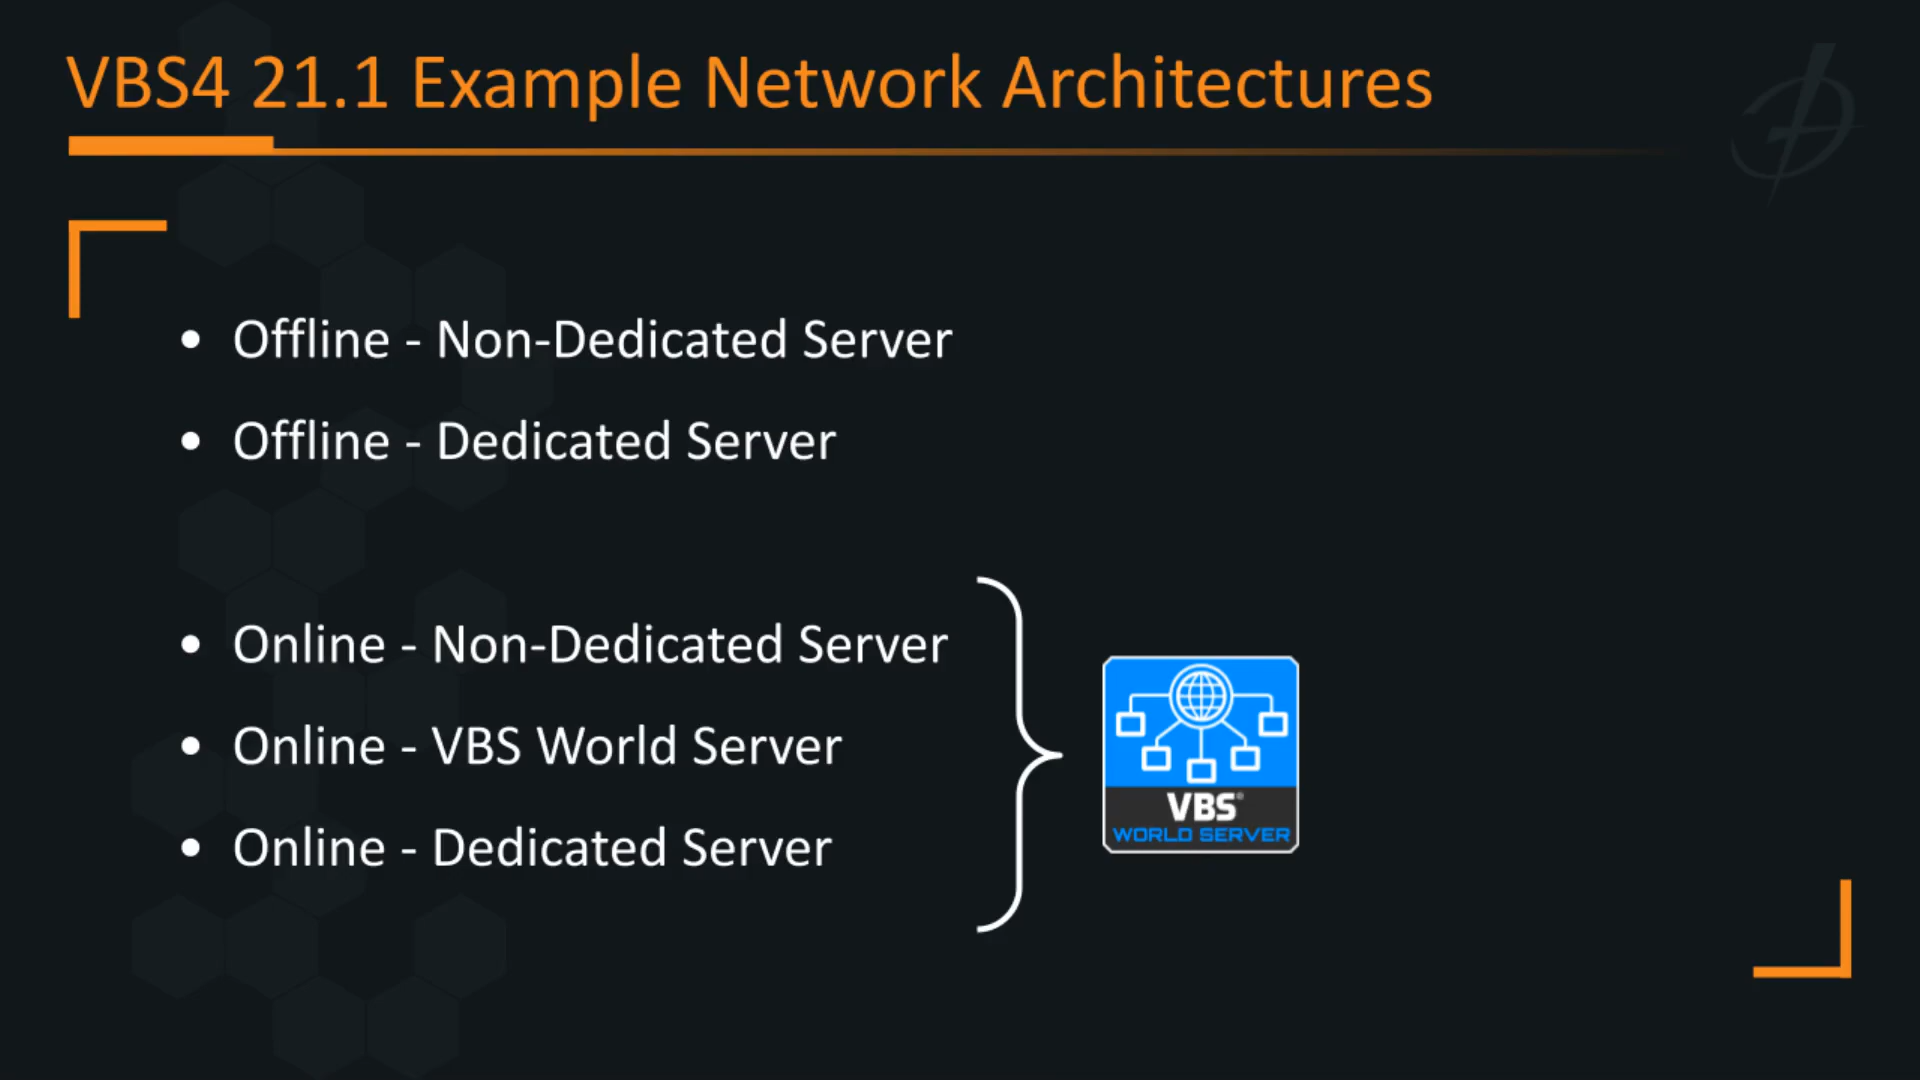 VBS4 21.1 Example Network Architectures
• Offline - Non-Dedicated Server
• Offline - Dedicated Server
• Online - Non-Dedicated Server
• Online - VBS World Server
• Online - Dedicated Server
VBS®
WORLD SERVER